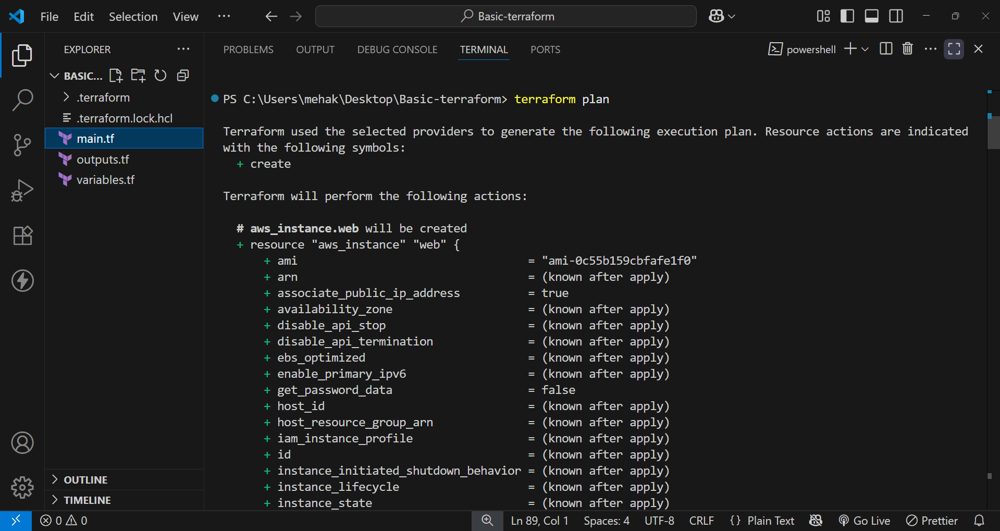 File Edit Selection View ···
Basic-terraform
EXPLORER ···
BASIC...
.terraform
.terraform.lock.hcl
main.tf
outputs.tf
variables.tf
OUTLINE
TIMELINE
PROBLEMS OUTPUT DEBUG CONSOLE TERMINAL PORTS
powershell
PS C:\Users\mehak\Desktop\Basic-terraform> terraform plan
Terraform used the selected providers to generate the following execution plan. Resource actions are indicated
with the following symbols:
+ create
Terraform will perform the following actions:
# aws_instance.web will be created
+ resource "aws_instance" "web" {
+ ami = "ami-0c55b159cbfafe1f0"
+ arn = (known after apply)
+ associate_public_ip_address = true
+ availability_zone = (known after apply)
+ disable_api_stop = (known after apply)
+ disable_api_termination = (known after apply)
+ ebs_optimized = (known after apply)
+ enable_primary_ipv6 = (known after apply)
+ get_password_data = false
+ host_id = (known after apply)
+ host_resource_group_arn = (known after apply)
+ iam_instance_profile = (known after apply)
+ id = (known after apply)
+ instance_initiated_shutdown_behavior = (known after apply)
+ instance_lifecycle = (known after apply)
+ instance_state = (known after apply)
0 0 Ln 89, Col 1 Spaces: 4 UTF-8 CRLF {} Plain Text Go Live Prettier